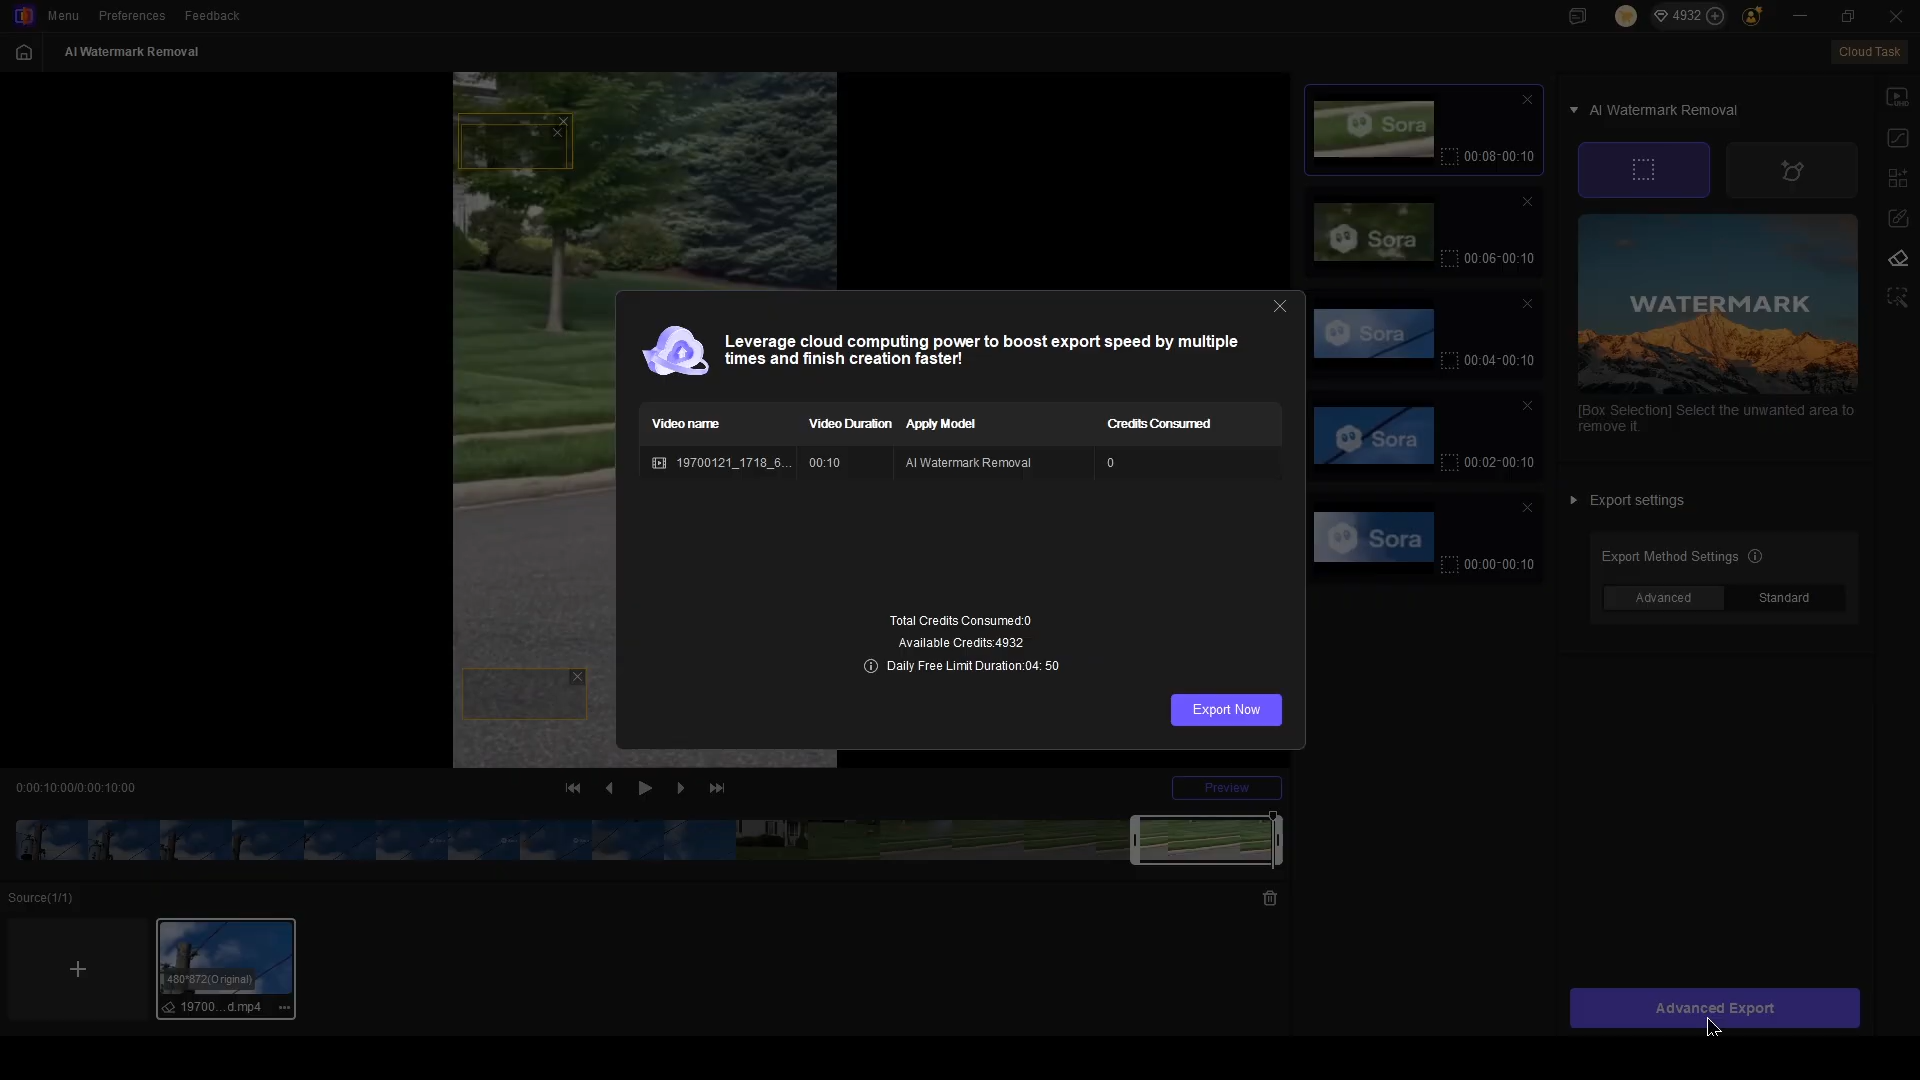 Menu Preferences Feedback
4932
AI Watermark Removal
Cloud Task
Sora
00:08-00:10
Sora
00:06-00:10
Sora
00:04-00:10
Sora
00:02-00:10
Sora
00:00-00:10
AI Watermark Removal
WATERMARK
[Box Selection] Select the unwanted area to
remove it.
Export settings
Export Method Settings
Advanced Standard
Advanced Export
Leverage cloud computing power to boost export speed by multiple
times and finish creation faster!
Video name Video Duration Apply Model Credits Consumed
19700121_1718_6... 00:10 AI Watermark Removal 0
Total Credits Consumed:0
Available Credits:4932
Daily Free Limit Duration:04: 50
Export Now
0:00:10:00/0:00:10:00
Preview
Source(1/1)
480*872(Original)
19700...d.mp4